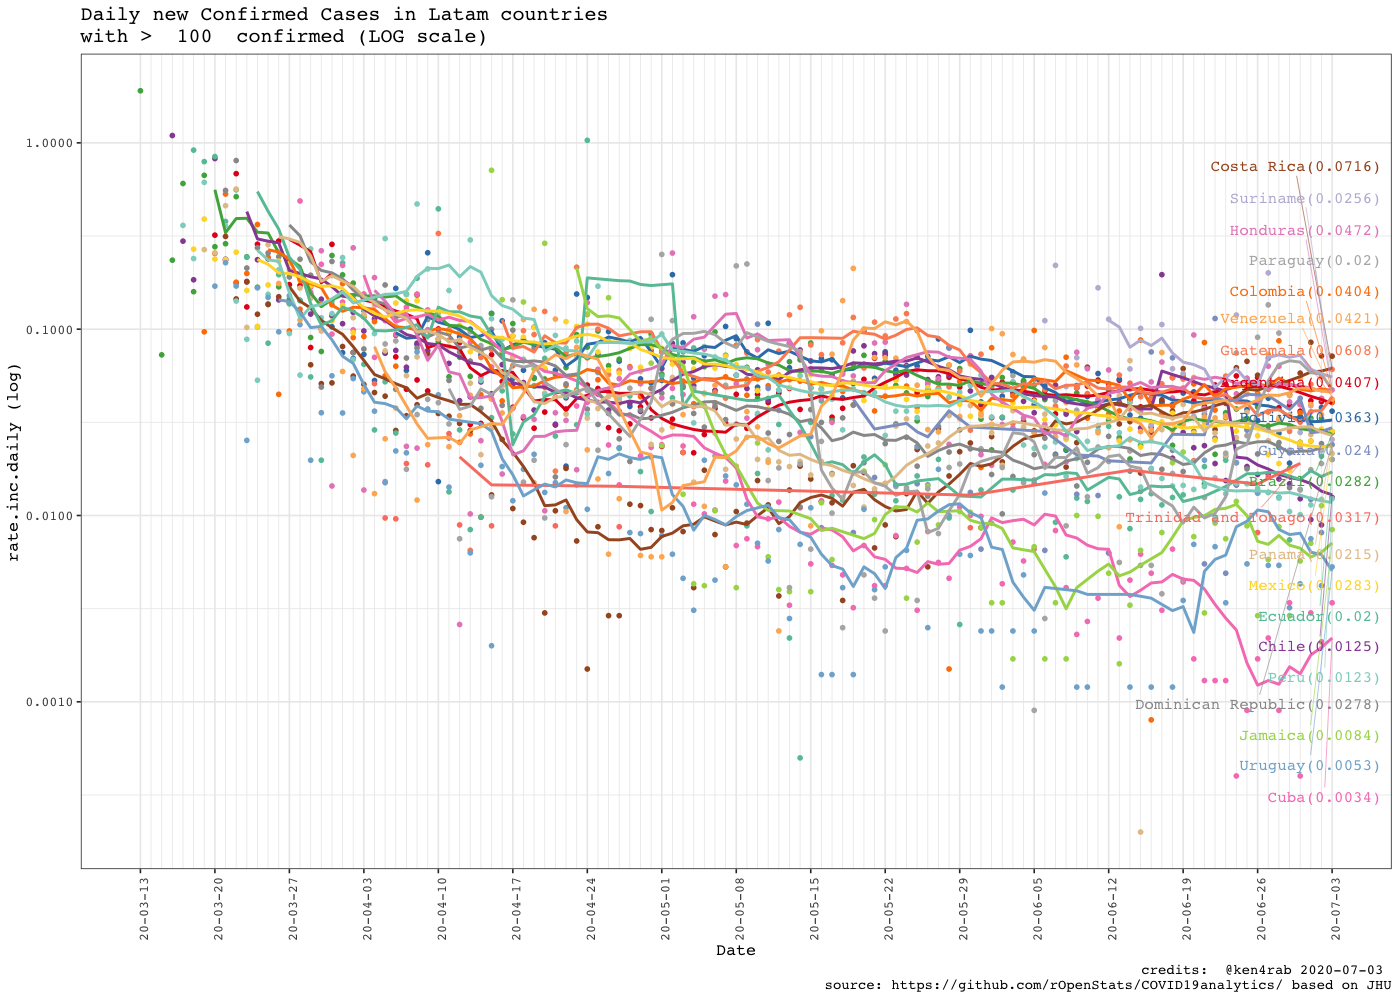 Daily new Confirmed Cases in Latam countries
with >  100  confirmed (LOG scale)
1.0000
0.1000
0.0100
0.0010
rate.inc.daily (log)
Costa Rica(0.0716)
Suriname(0.0256)
Honduras(0.0472)
Paraguay(0.02)
Colombia(0.0404)
Venezuela(0.0421)
Guatemala(0.0608)
Argentina(0.0407)
Bolivia(0.0363)
Guyana(0.024)
Brazil(0.0282)
Trinidad and Tobago(0.0317)
Panama(0.0215)
Mexico(0.0283)
Ecuador(0.02)
Chile(0.0125)
Peru(0.0123)
Dominican Republic(0.0278)
Jamaica(0.0084)
Uruguay(0.0053)
Cuba(0.0034)
20-03-13
20-03-20
20-03-27
20-04-03
20-04-10
20-04-17
20-04-24
20-05-01
20-05-08
20-05-15
20-05-22
20-05-29
20-06-05
20-06-12
20-06-19
20-06-26
20-07-03
Date
credits:  @ken4rab 2020-07-03
source: https://github.com/rOpenStats/COVID19analytics/ based on JHU